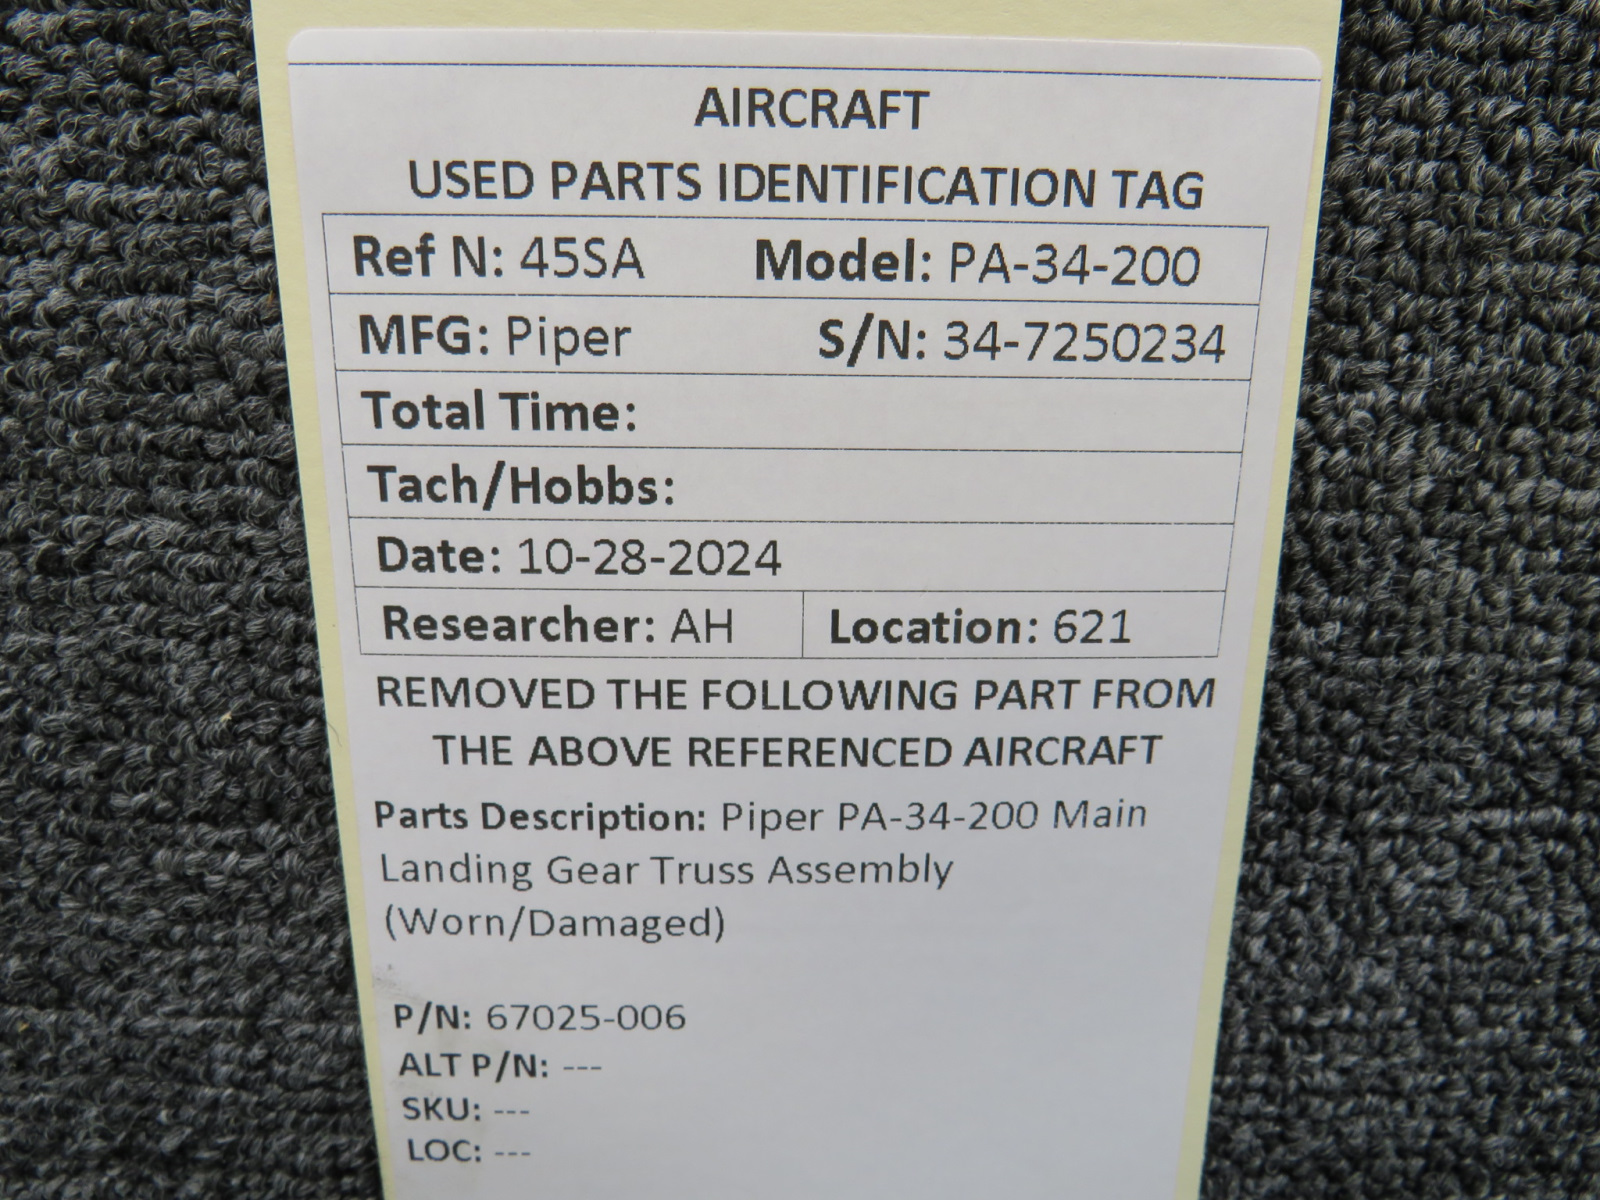 AIRCRAFT
USED PARTS IDENTIFICATION TAG
Ref N: 45SA Model: PA-34-200
MFG: Piper S/N: 34-7250234
Total Time:
Tach/Hobbs:
Date: 10-28-2024
Researcher: AH Location: 621
REMOVED THE FOLLOWING PART FROM
THE ABOVE REFERENCED AIRCRAFT
Parts Description: Piper PA-34-200 Main
Landing Gear Truss Assembly
(Worn/Damaged)
P/N: 67025-006
ALT P/N: ---
SKU: ---
LOC: ---